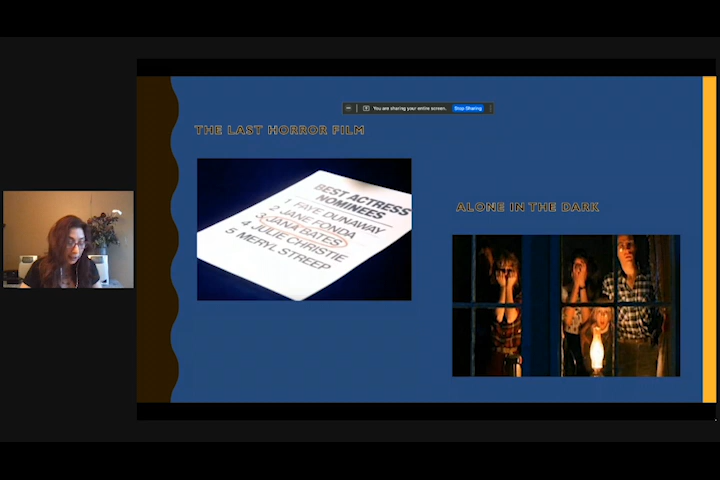 You are sharing your entire screen.
Stop Sharing
THE LAST HORROR FILM
BEST ACTRESS
NOMINEES
1 FAYE DUNAWAY
2 JANE FONDA
3 JANA BATES
4 JULIE CHRISTIE
5 MERYL STREEP
ALONE IN THE DARK